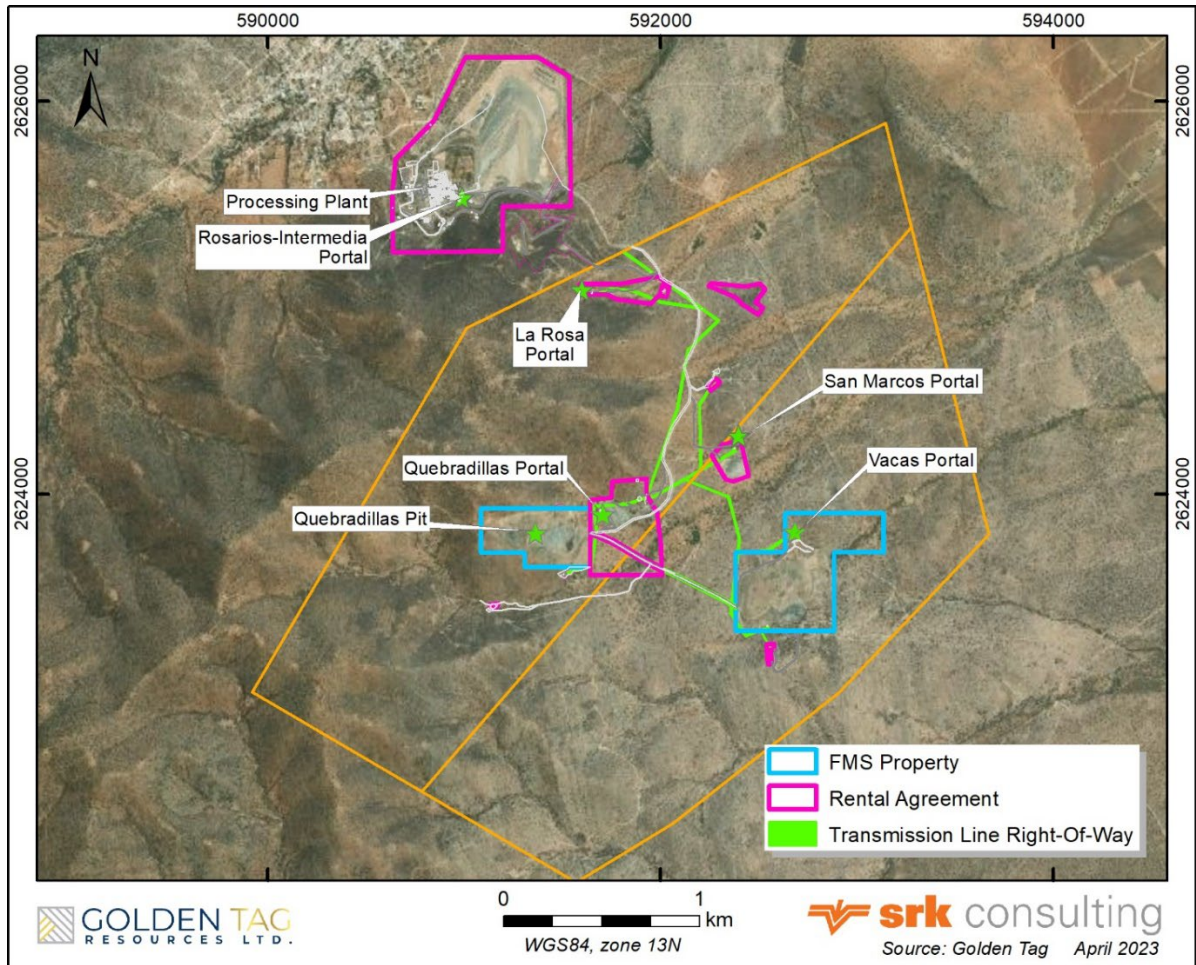 590000
592000
594000
N
2626000
2626000
Processing Plant
Rosarios-Intermedia
Portal
La Rosa
Portal
San Marcos Portal
Quebradillas Portal
Vacas Portal
2624000
2624000
Quebradillas Pit
FMS Property
Rental Agreement
Transmission Line Right-Of-Way
GOLDEN TAG
RESOURCES LTD.
0 1
km
WGS84, zone 13N
srk consulting
Source: Golden Tag April 2023